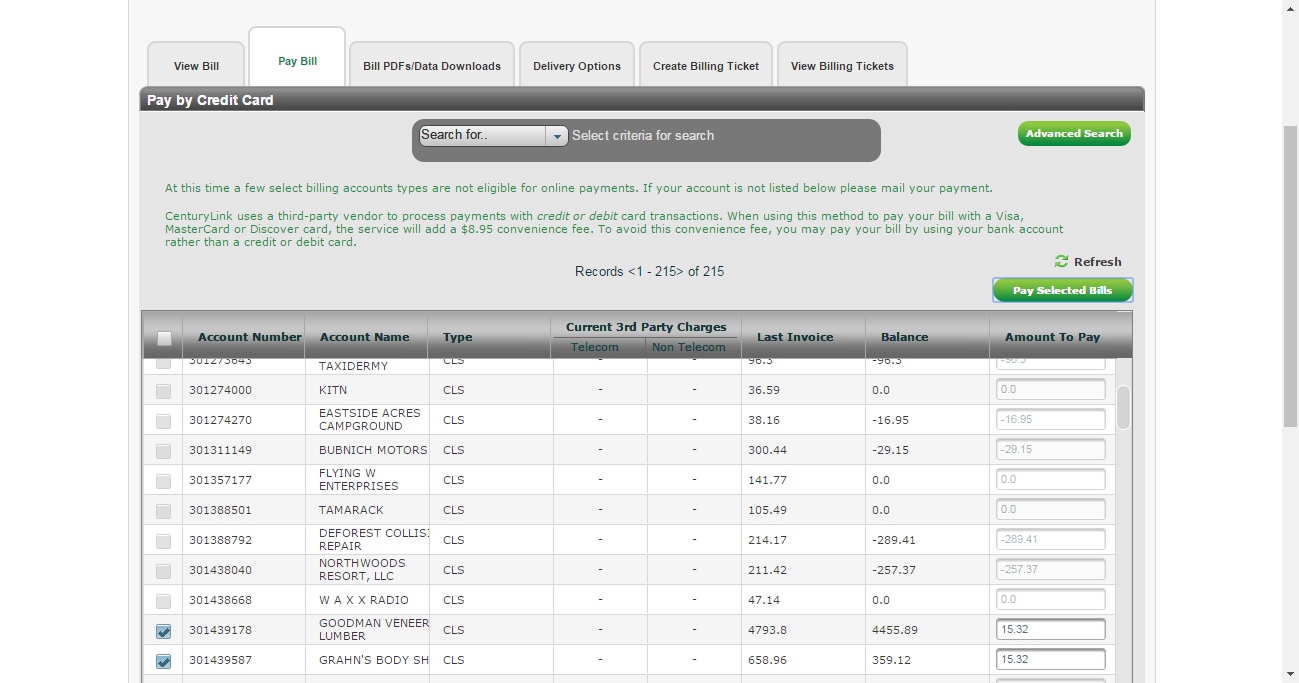 View Bill
Pay Bill
Bill PDFs/Data Downloads
Delivery Options
Create Billing Ticket
View Billing Tickets
Pay by Credit Card
Search for..
Select criteria for search
Advanced Search
At this time a few select billing accounts types are not eligible for online payments. If your account is not listed below please mail your payment.
CenturyLink uses a third-party vendor to process payments with credit or debit card transactions. When using this method to pay your bill with a Visa,
MasterCard or Discover card, the service will add a $8.95 convenience fee. To avoid this convenience fee, you may pay your bill by using your bank account
rather than a credit or debit card.
Refresh
Records <1 - 215> of 215
Pay Selected Bills
Account Number Account Name Type Current 3rd Party Charges Last Invoice Balance Amount To Pay
Telecom Non Telecom
301273643 TAXIDERMY CLS - - 96.3 -96.3 -96.3
301274000 KITN CLS - - 36.59 0.0 0.0
301274270 EASTSIDE ACRES CAMPGROUND CLS - - 38.16 -16.95 -16.95
301311149 BUBNICH MOTORS CLS - - 300.44 -29.15 -29.15
301357177 FLYING W ENTERPRISES CLS - - 141.77 0.0 0.0
301388501 TAMARACK CLS - - 105.49 0.0 0.0
301388792 DEFOREST COLLISI REPAIR CLS - - 214.17 -289.41 -289.41
301438040 NORTHWOODS RESORT, LLC CLS - - 211.42 -257.37 -257.37
301438668 W A X X RADIO CLS - - 47.14 0.0 0.0
301439178 GOODMAN VENEER LUMBER CLS - - 4793.8 4455.89 15.32
301439587 GRAHN'S BODY SH CLS - - 658.96 359.12 15.32